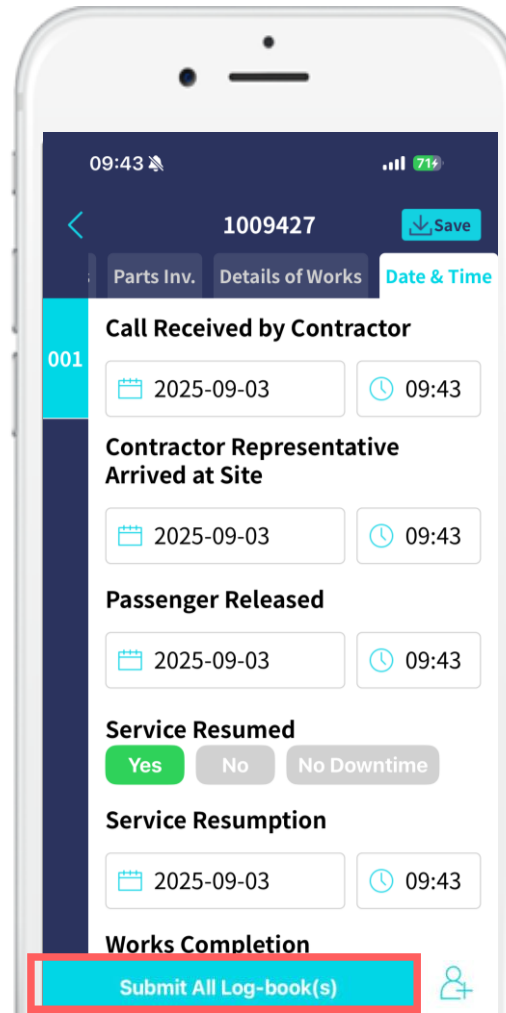 09:43
71
1009427
Save
Parts Inv.
Details of Works
Date & Time
001
Call Received by Contractor
2025-09-03
09:43
Contractor Representative
Arrived at Site
2025-09-03
09:43
Passenger Released
2025-09-03
09:43
Service Resumed
Yes
No
No Downtime
Service Resumption
2025-09-03
09:43
Works Completion
Submit All Log-book(s)